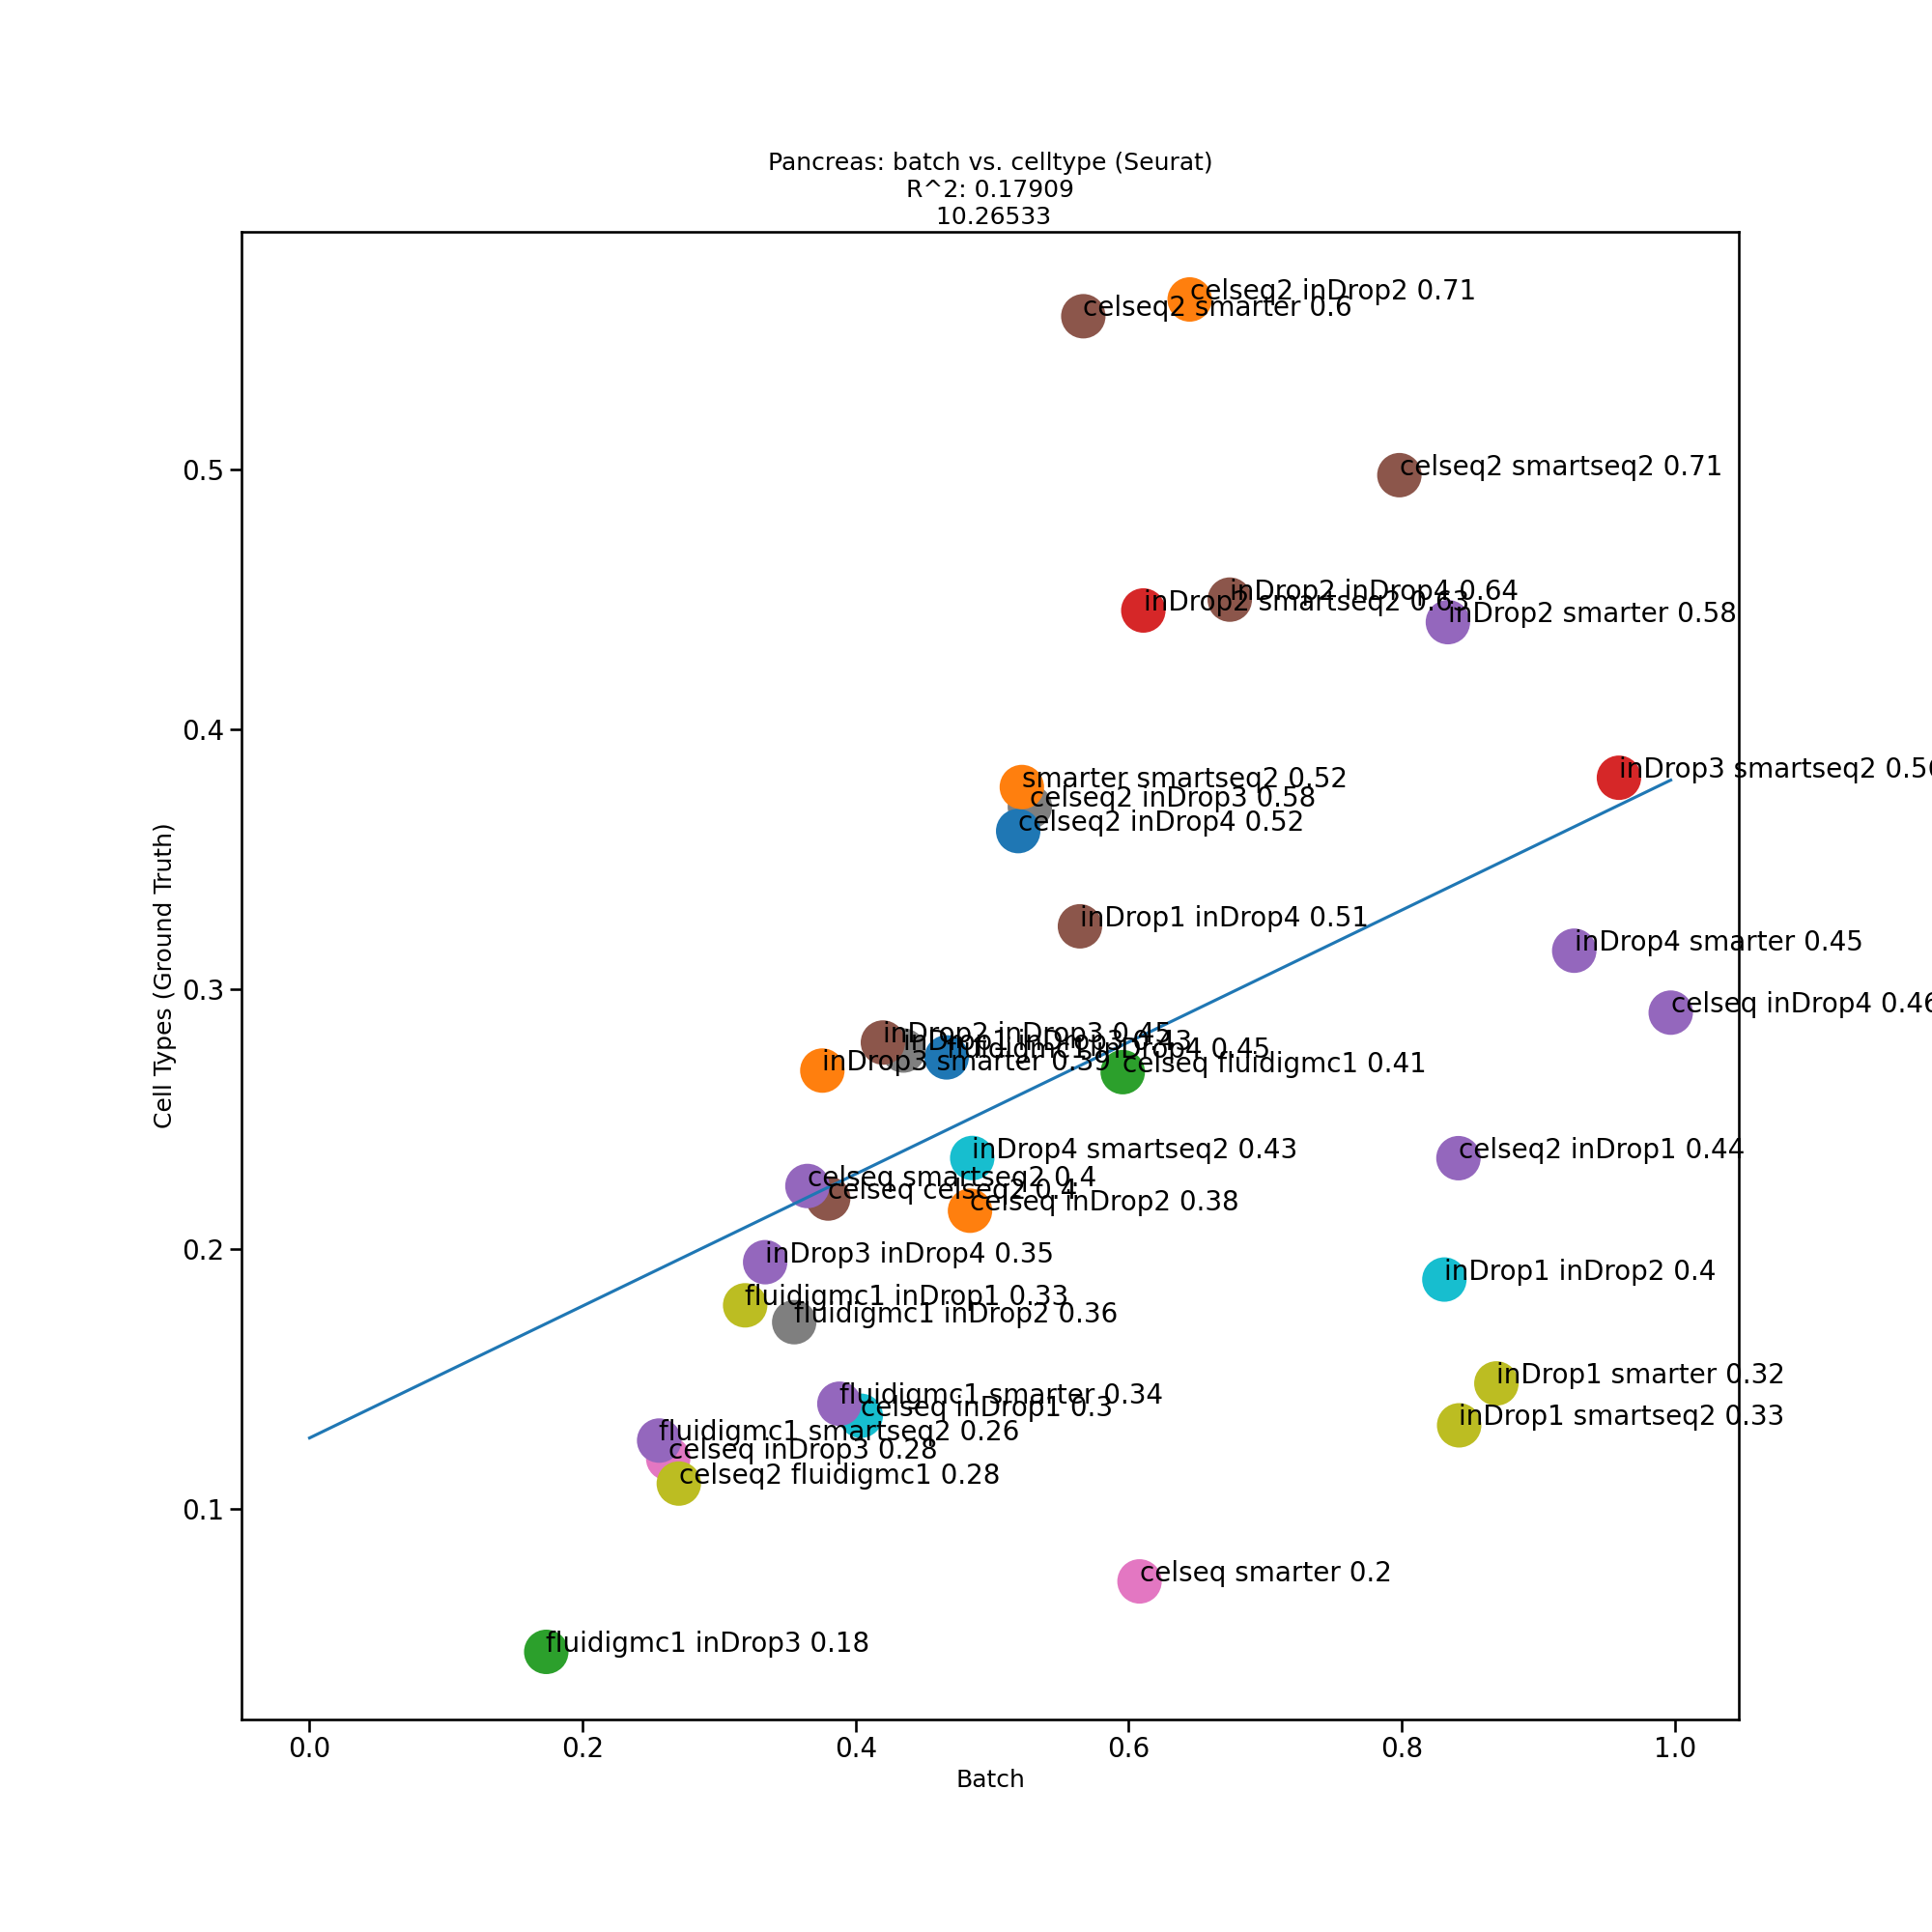 Pancreas: batch vs. celltype (Seurat)
R^2: 0.17909
10.26533
celseq2 inDrop2 0.71
celseq2 smarter 0.6
celseq2 smartseq2 0.71
0.5
inDrop2 inDrop4 0.64
inDrop2 smartseq2 0.63
inDrop2 smarter 0.58
0.4
inDrop3 smartseq2
smarter smartseq2 0.52
celseq2 inDrop3 0.58
celseq2 inDrop4 0.52
inDrop1 inDrop4 0.51
inDrop4 smarter 0.45
0.3
celseq inDrop4 0.46
inDrop2 inDrop3 0.45
inDrop1 inDrop3 0.43
fluidigmc1 inDrop4 0.45
inDrop3 smarter 0.39
celseq fluidigmc1 0.41
inDrop4 smartseq2 0.43
celseq2 inDrop1 0.44
celseq smartseq2 0.4
celseq celseq2 0.4
celseq inDrop2 0.38
0.2
inDrop3 inDrop4 0.35
inDrop1 inDrop2 0.4
fluidigmc1 inDrop1 0.33
fluidigmc1 inDrop2 0.36
inDrop1 smarter 0.32
fluidigmc1 smarter 0.34
celseq inDrop1 0.3
inDrop1 smartseq2 0.33
fluidigmc1 smartseq2 0.26
celseq inDrop3 0.28
celseq2 fluidigmc1 0.28
0.1
celseq smarter 0.2
fluidigmc1 inDrop3 0.18
0.0 0.2 0.4 0.6 0.8 1.0
Batch
Cell Types (Ground Truth)